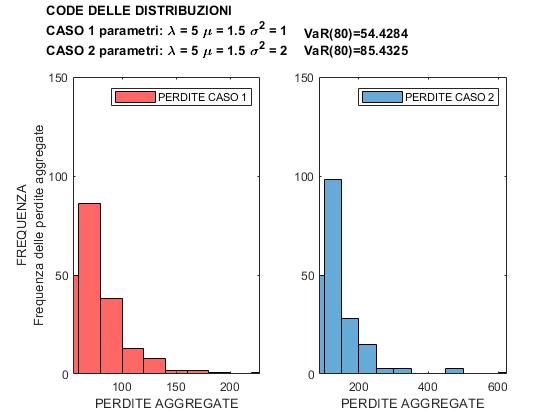 CODE DELLE DISTRIBUZIONI
CASO 1 parametri: λ = 5 μ = 1.5 σ² = 1 VaR(80)=54.4284
CASO 2 parametri: λ = 5 μ = 1.5 σ² = 2 VaR(80)=85.4325
FREQUENZA
Frequenza delle perdite aggregate
150
100
50
0
PERDITE CASO 1
100 150 200
PERDITE AGGREGATE
150
100
50
0
PERDITE CASO 2
200 400 600
PERDITE AGGREGATE